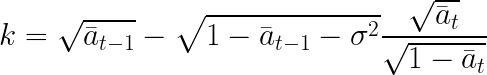 $k = \sqrt{\bar{a}_{t-1}} - \sqrt{1 - \bar{a}_{t-1} - \sigma^2} \frac{\sqrt{\bar{a}_t}}{\sqrt{1 - \bar{a}_t}}$